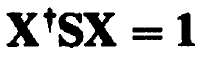 X†SX = 1